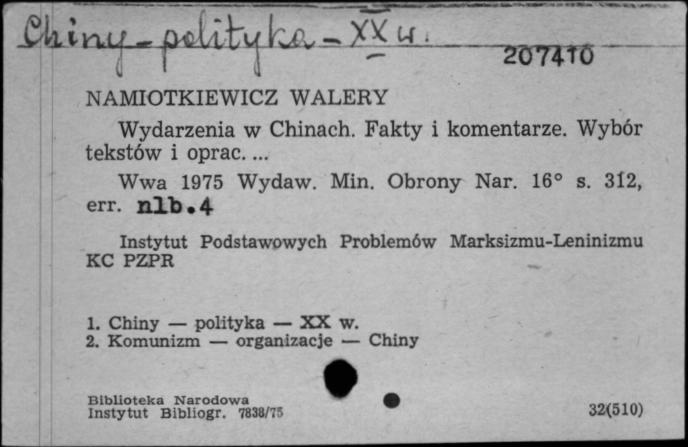 Chiny - polityka - XX w.
207410
NAMIOTKIEWICZ WALERY
Wydarzenia w Chinach. Fakty i komentarze. Wybór
tekstów i oprac. ...
Wwa 1975 Wydaw. Min. Obrony Nar. 16° s. 312,
err. nlb.4
Instytut Podstawowych Problemów Marksizmu-Leninizmu
KC PZPR
1. Chiny — polityka — XX w.
2. Komunizm — organizacje — Chiny
Biblioteka Narodowa
Instytut Bibliogr. 7838/75
32(510)